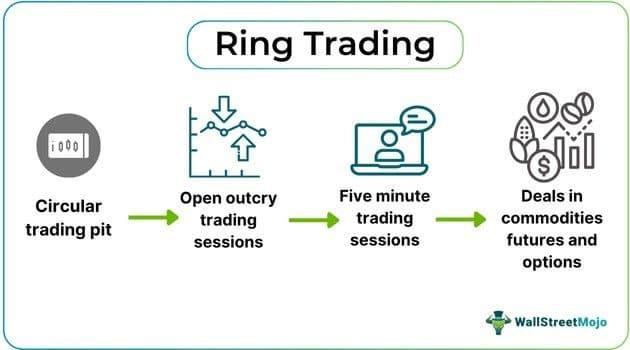 Ring Trading
Circular
trading pit
Open outcry
trading
sessions
Five minute
trading
sessions
Deals in
commodities
futures and
options
WallStreetMojo